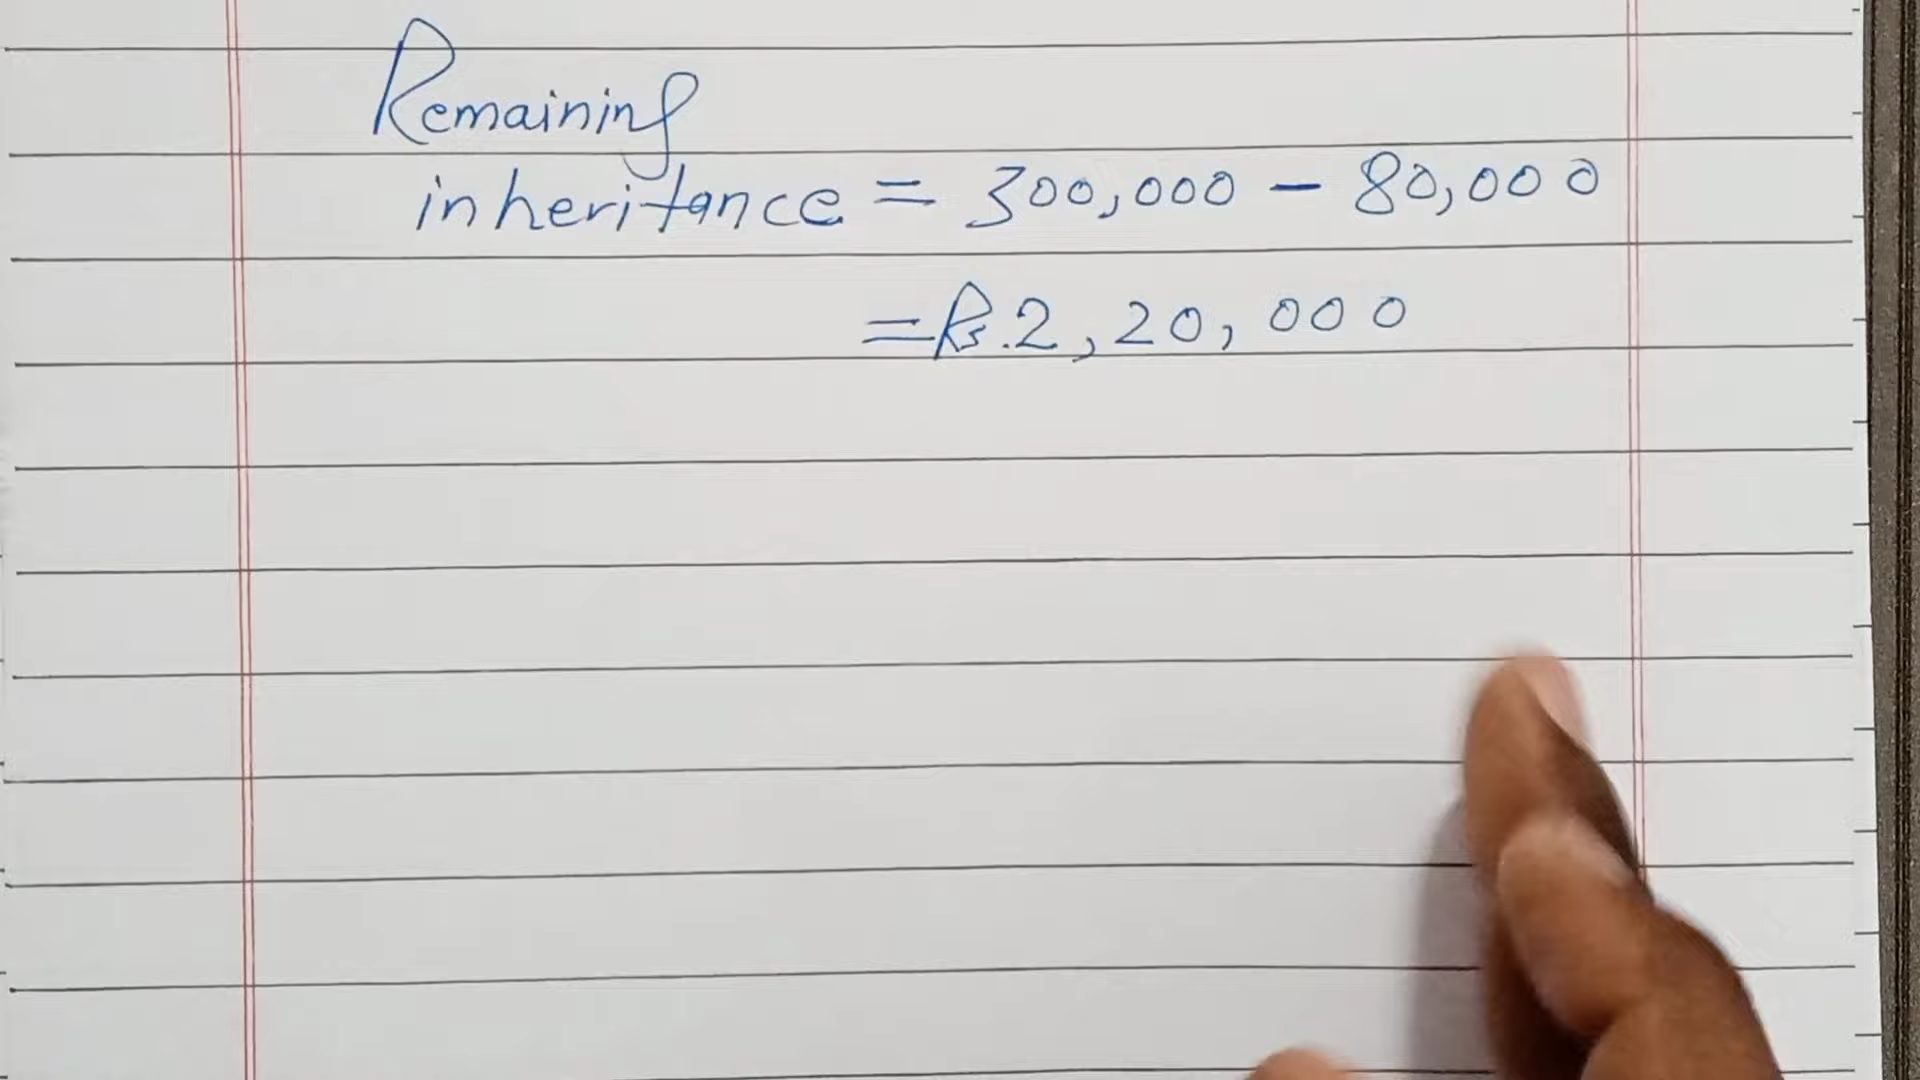 Remaining
inheritance = 300,000 - 80,000
= Rs. 2,20,000